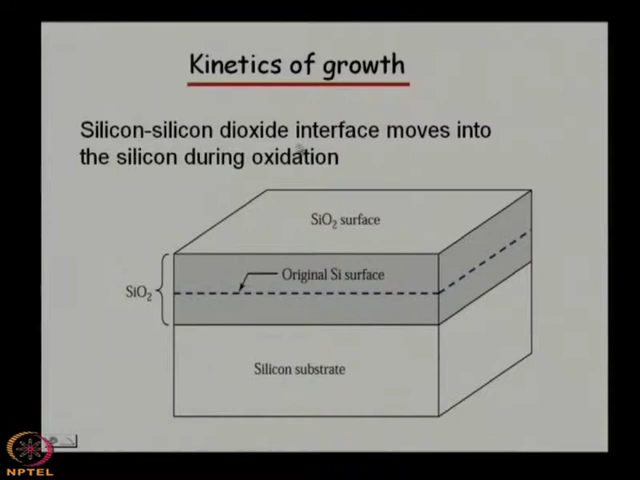 Kinetics of growth
Silicon-silicon dioxide interface moves into
the silicon during oxidation
SiO₂ surface
Original Si surface
SiO₂
Silicon substrate
NPTEL